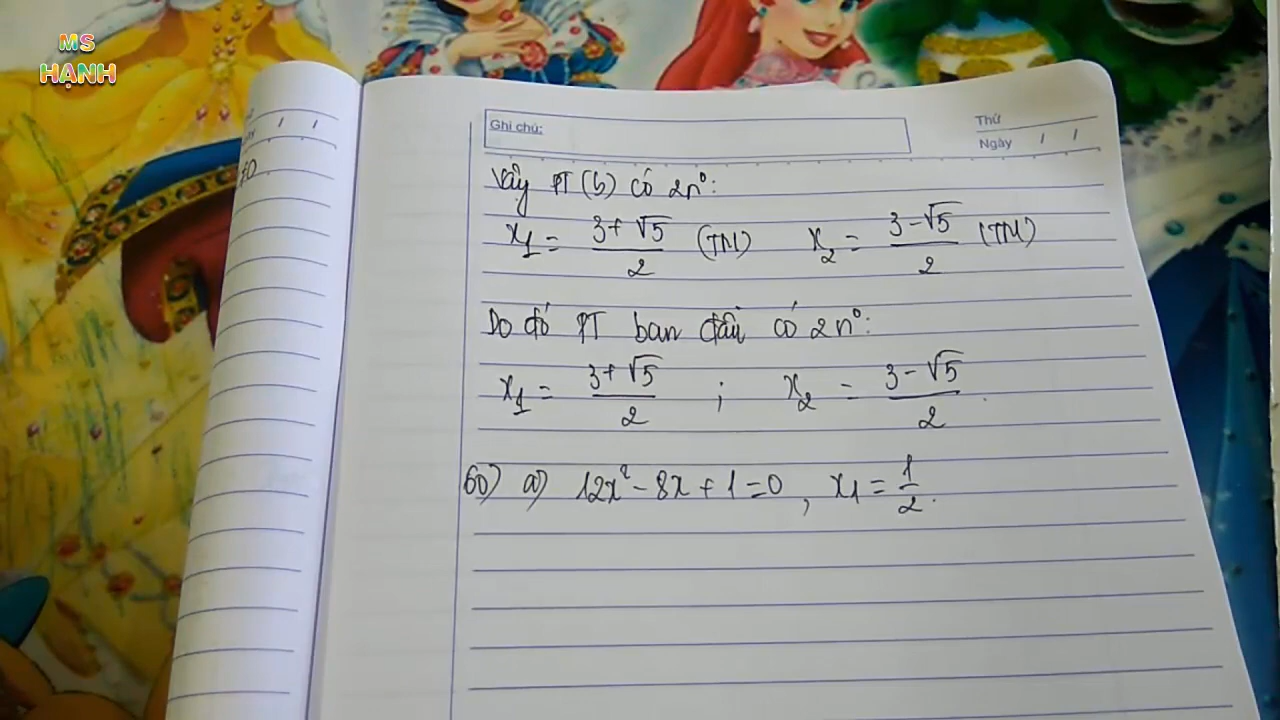 MS
HẠNH
Ghi chú:
Thứ
Ngày / /
Vậy PT (b) có 2n⁰:
x₁ = (3+√5)/2 (TM) x₂ = (3-√5)/2 (TM)
Do đó PT ban đầu có 2n⁰:
x₁ = (3+√5)/2 ; x₂ = (3-√5)/2.
60) a) 12x² - 8x + 1 = 0, x₁ = 1/2.